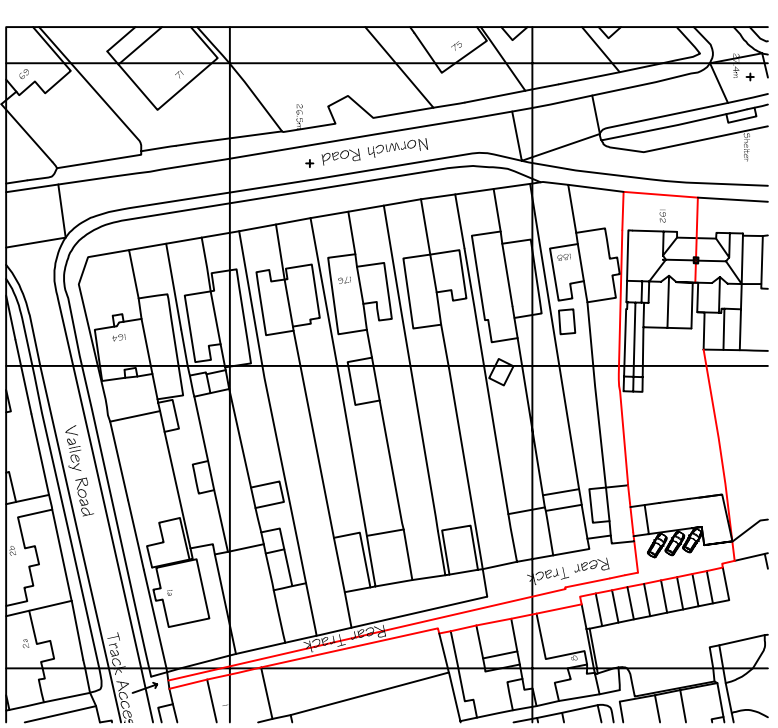 75
71
69
26.5m
Shelter
Norwich Road
192
188
176
164
Valley Road
Rear Track
Rear Track
Track Acces